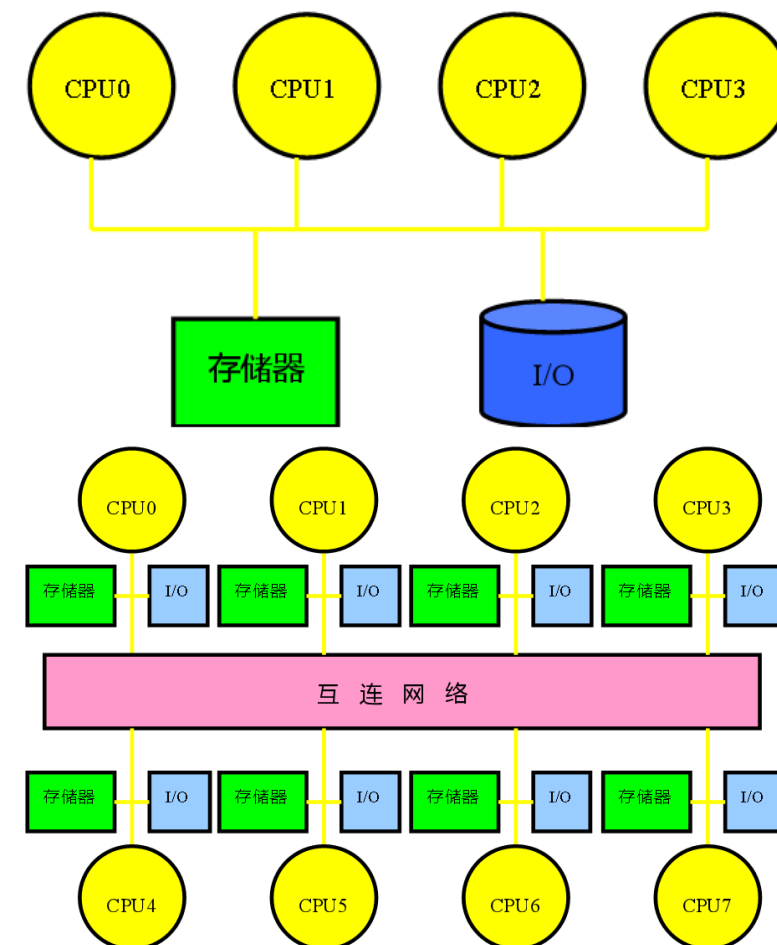 CPU0 CPU1 CPU2 CPU3
存储器 I/O
CPU0 CPU1 CPU2 CPU3
存储器 I/O 存储器 I/O 存储器 I/O 存储器 I/O
互 连 网 络
存储器 I/O 存储器 I/O 存储器 I/O 存储器 I/O
CPU4 CPU5 CPU6 CPU7